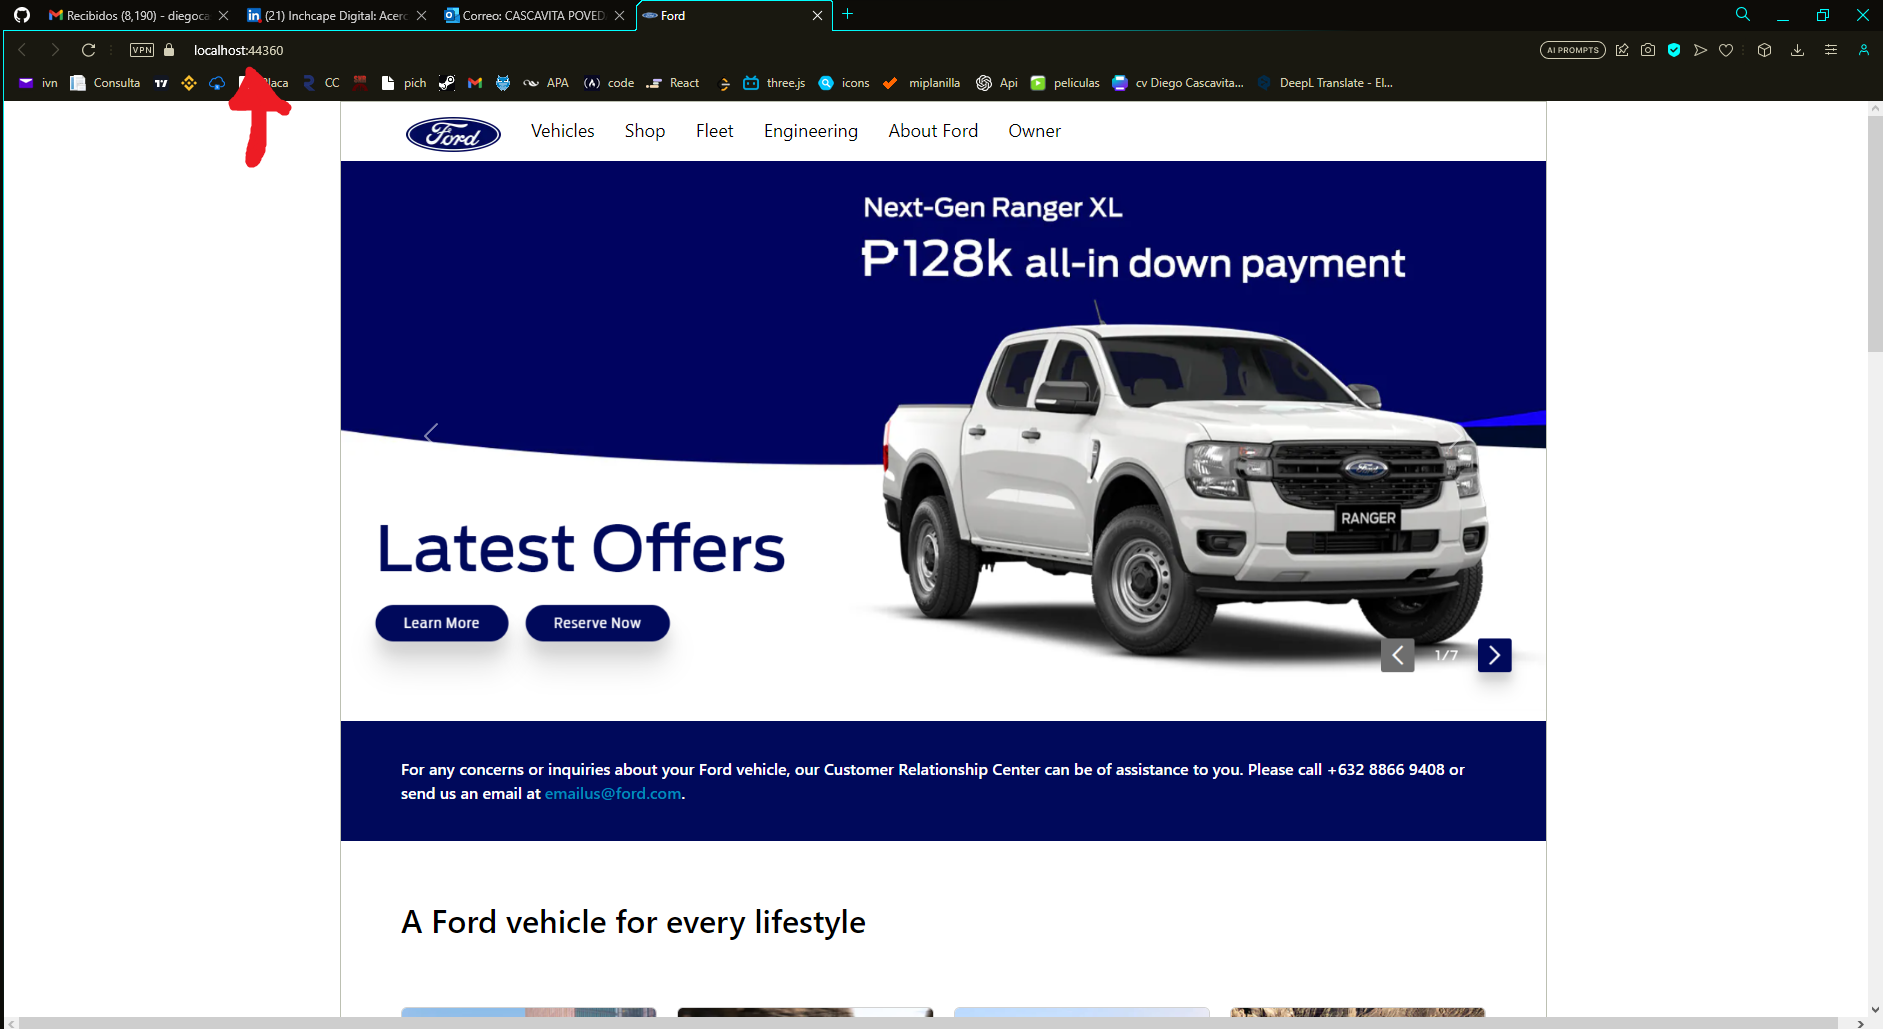 Recibidos (8,190) - diegoca
(21) Inchcape Digital: Acerc
Correo: CASCAVITA POVED
Ford
VPN
localhost:44360
AI PROMPTS
ivn
Consulta
CC
pich
APA
code
React
three.js
icons
miplanilla
Api
peliculas
cv Diego Cascavita...
DeepL Translate - El...
Ford
Vehicles
Shop
Fleet
Engineering
About Ford
Owner
Next-Gen Ranger XL
₱128k all-in down payment
RANGER
Latest Offers
Learn More
Reserve Now
1/7
For any concerns or inquiries about your Ford vehicle, our Customer Relationship Center can be of assistance to you. Please call +632 8866 9408 or
send us an email at emailus@ford.com.
A Ford vehicle for every lifestyle